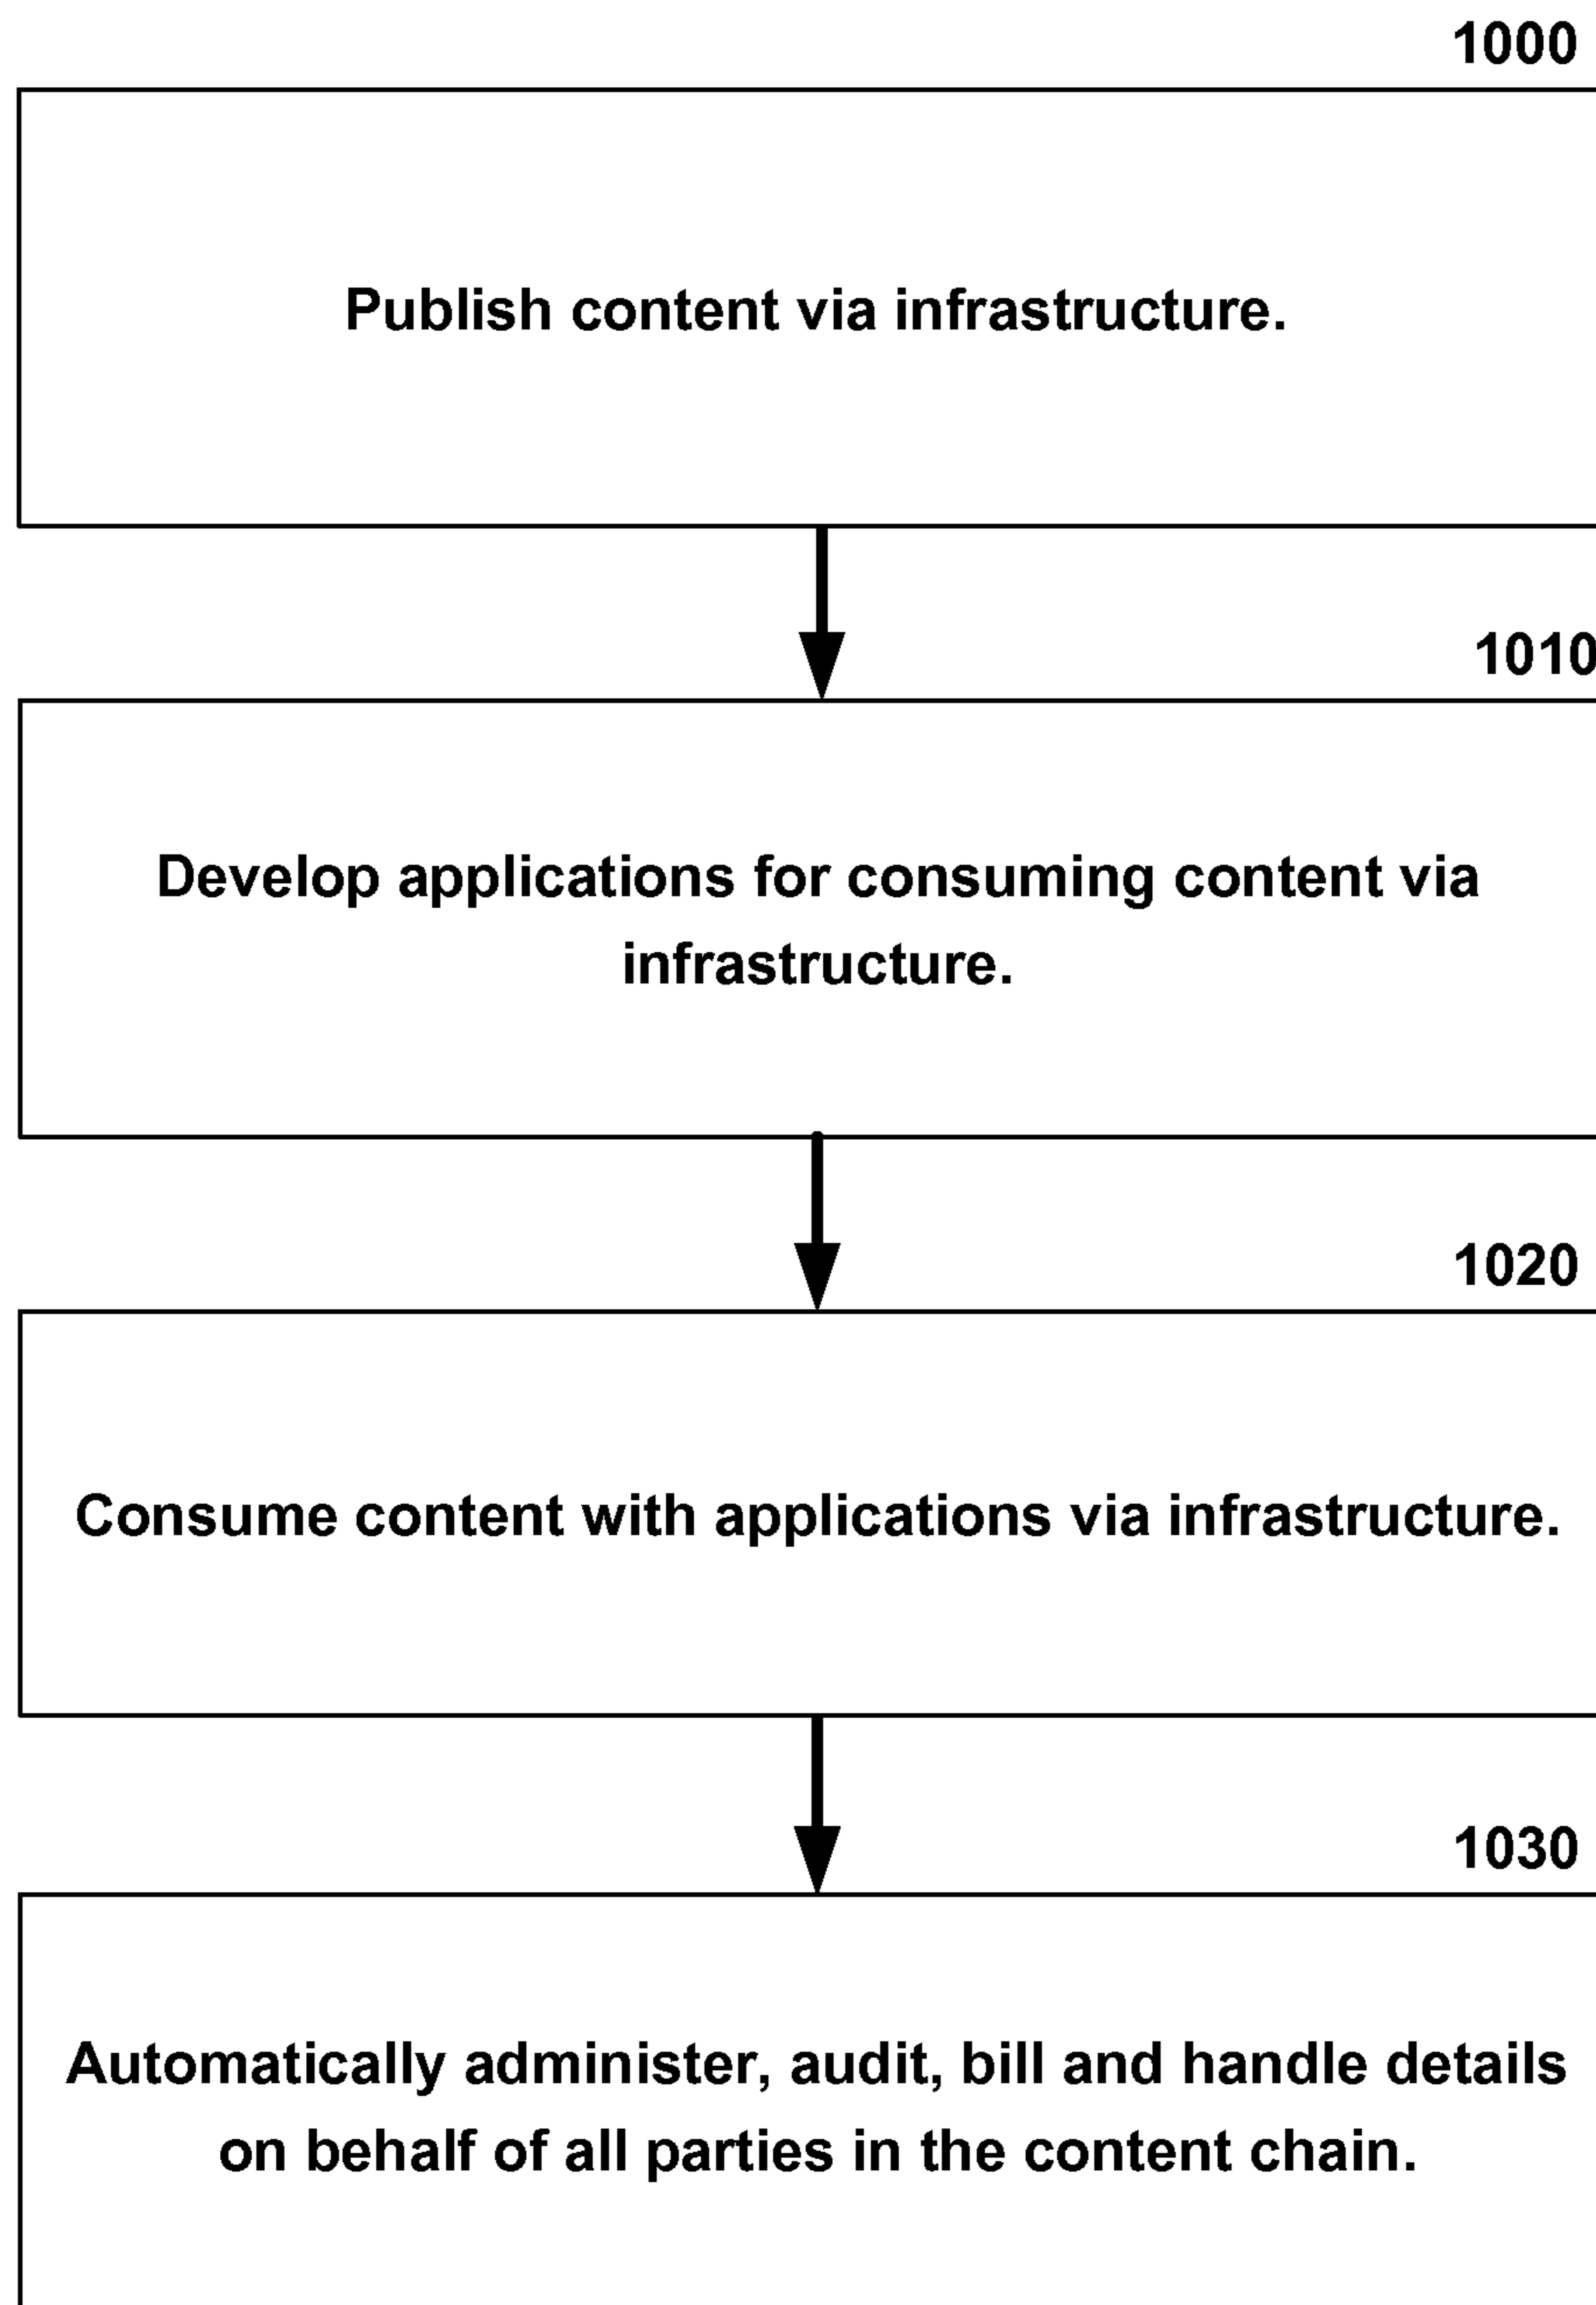 1000
Publish content via infrastructure.
1010
Develop applications for consuming content via
infrastructure.
1020
Consume content with applications via infrastructure.
1030
Automatically administer, audit, bill and handle details
on behalf of all parties in the content chain.